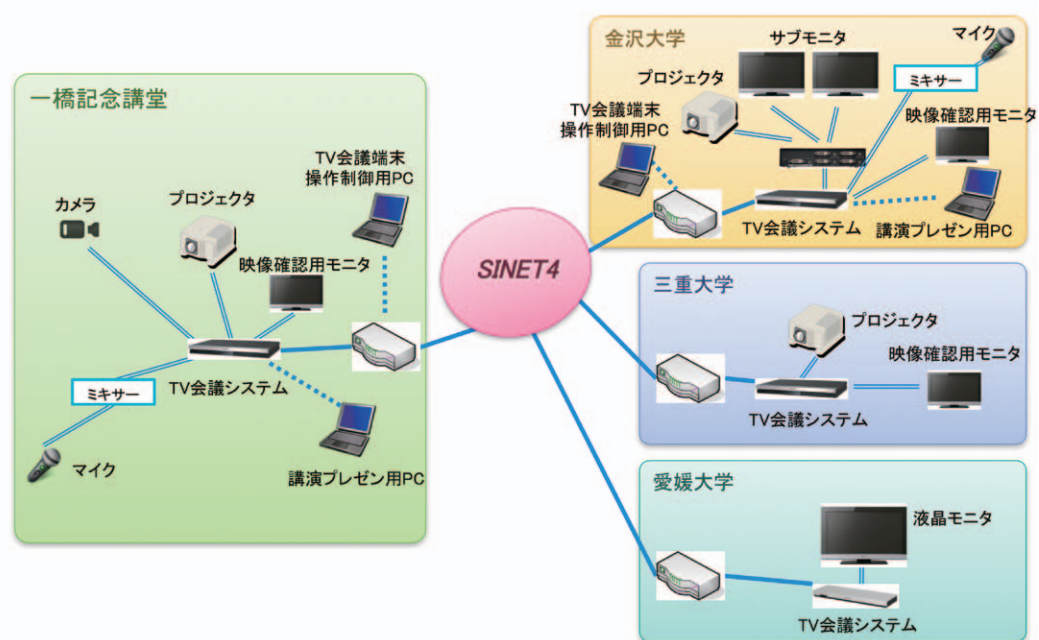 一橋記念講堂
TV会議端末
操作制御用PC
カメラ
プロジェクタ
映像確認用モニタ
TV会議システム
ミキサー
マイク
講演プレゼン用PC
SINET4
金沢大学
サブモニタ
マイク
プロジェクタ
ミキサー
TV会議端末
操作制御用PC
映像確認用モニタ
TV会議システム
講演プレゼン用PC
三重大学
プロジェクタ
映像確認用モニタ
TV会議システム
愛媛大学
液晶モニタ
TV会議システム